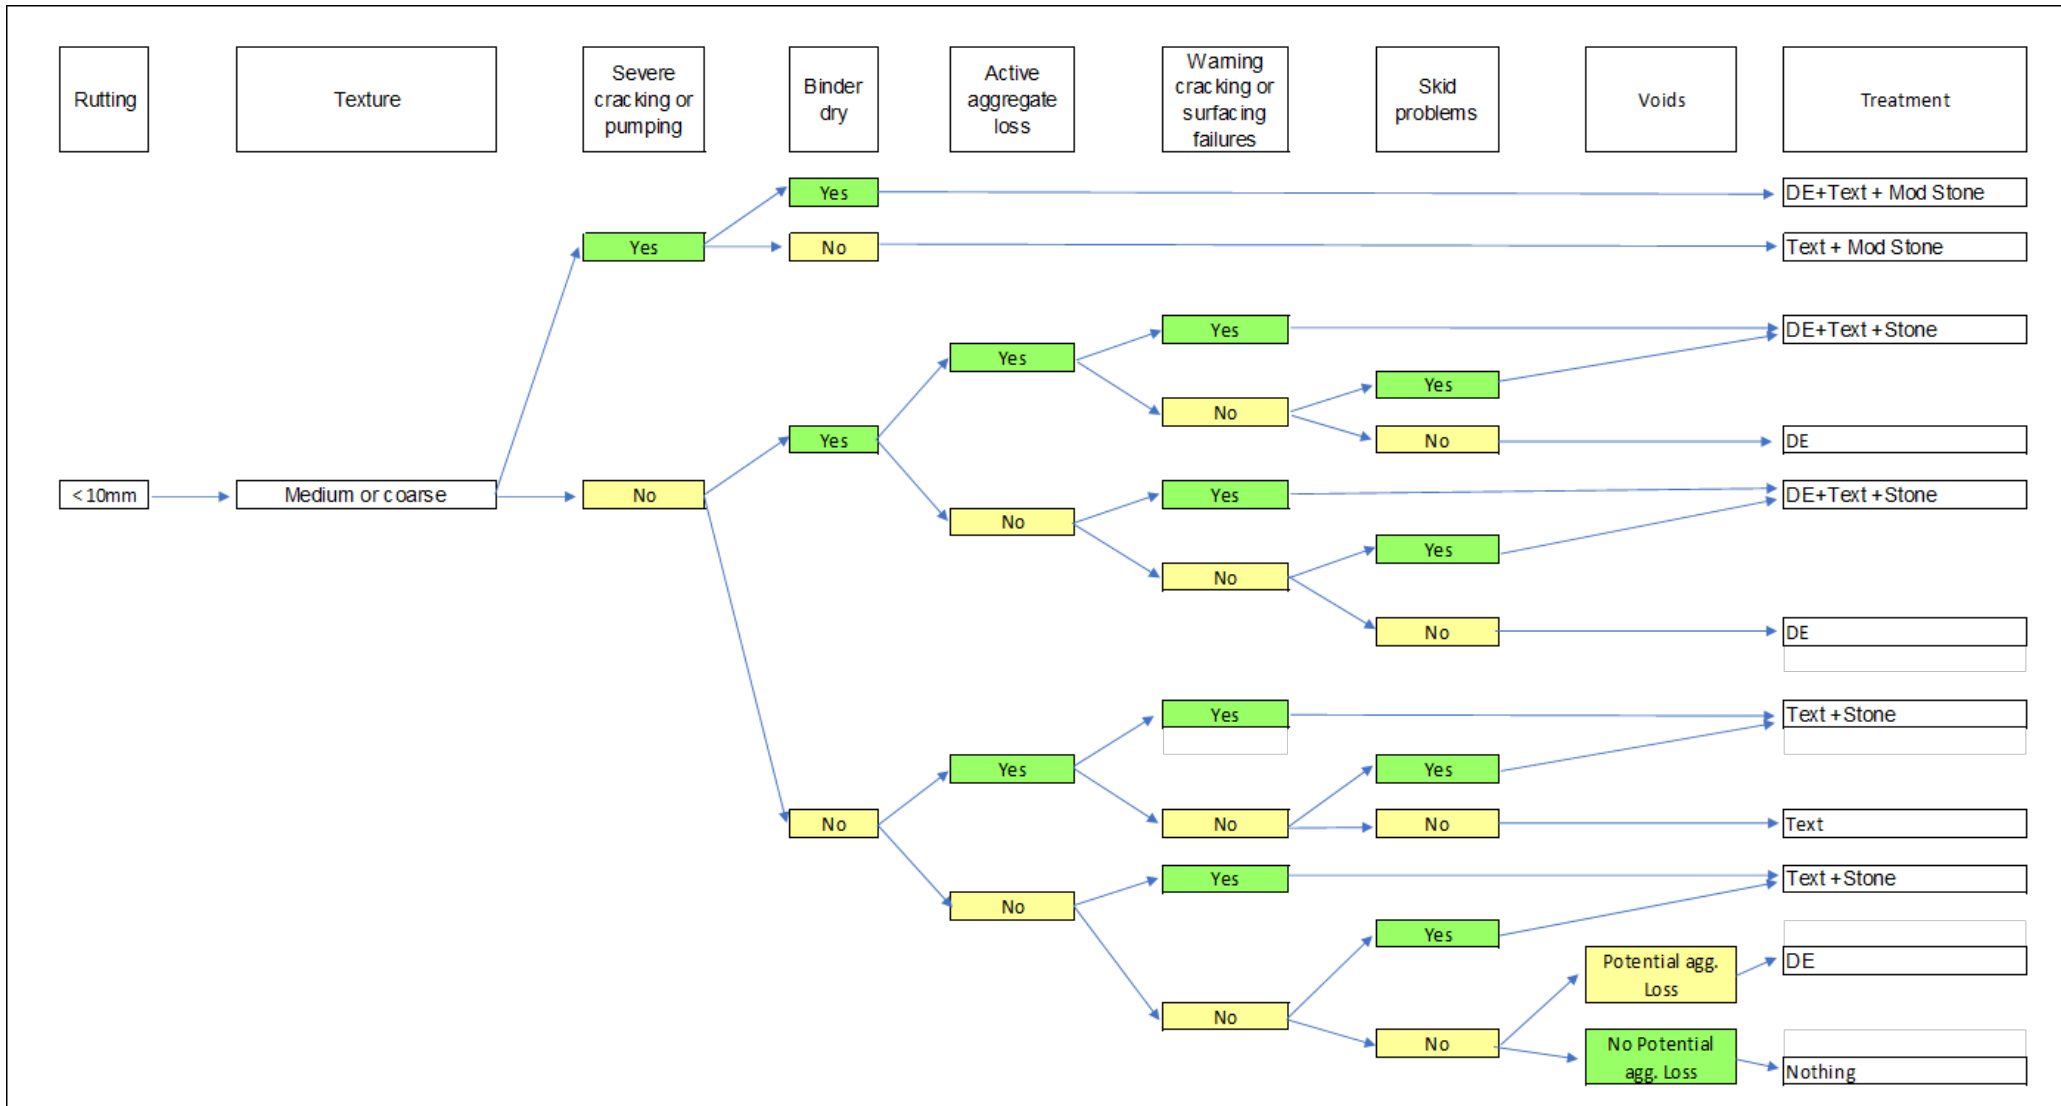 Rutting
Texture
Severe
cracking or
pumping
Binder
dry
Active
aggregate
loss
Warning
cracking or
surfacing
failures
Skid
problems
Voids
Treatment
Yes
DE+Text + Mod Stone
Yes
No
Text + Mod Stone
Yes
DE+Text +Stone
Yes
Yes
No
Yes
No
DE
<10mm
Medium or coarse
No
Yes
DE+Text +Stone
No
Yes
No
No
DE
Yes
Text +Stone
Yes
Yes
No
No
No
Text
Yes
Text +Stone
No
Yes
Potential agg.
Loss
DE
No
No
No Potential
agg. Loss
Nothing